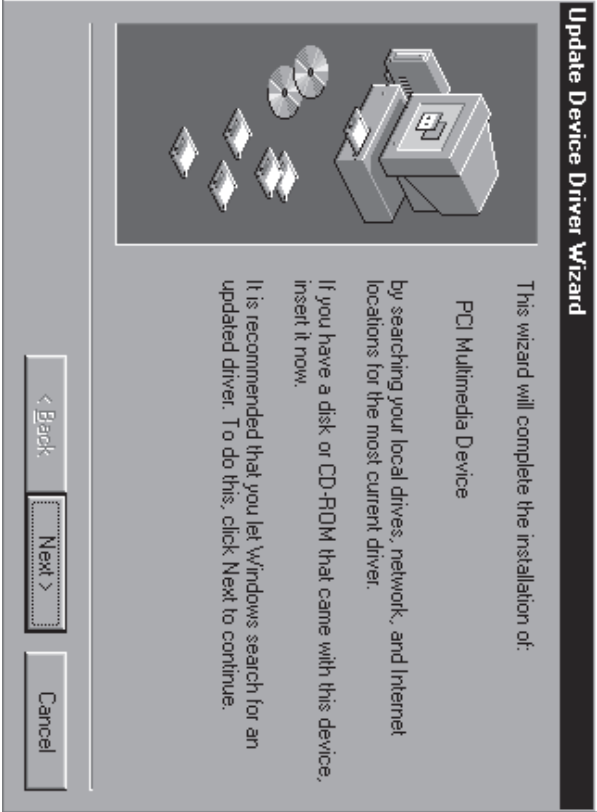 Update Device Driver Wizard
This wizard will complete the installation of:
PCI Multimedia Device
by searching your local drives, network, and Internet
locations for the most current driver.
If you have a disk or CD-ROM that came with this device,
insert it now.
It is recommended that you let Windows search for an
updated driver. To do this, click Next to continue.
< Back
Next >
Cancel